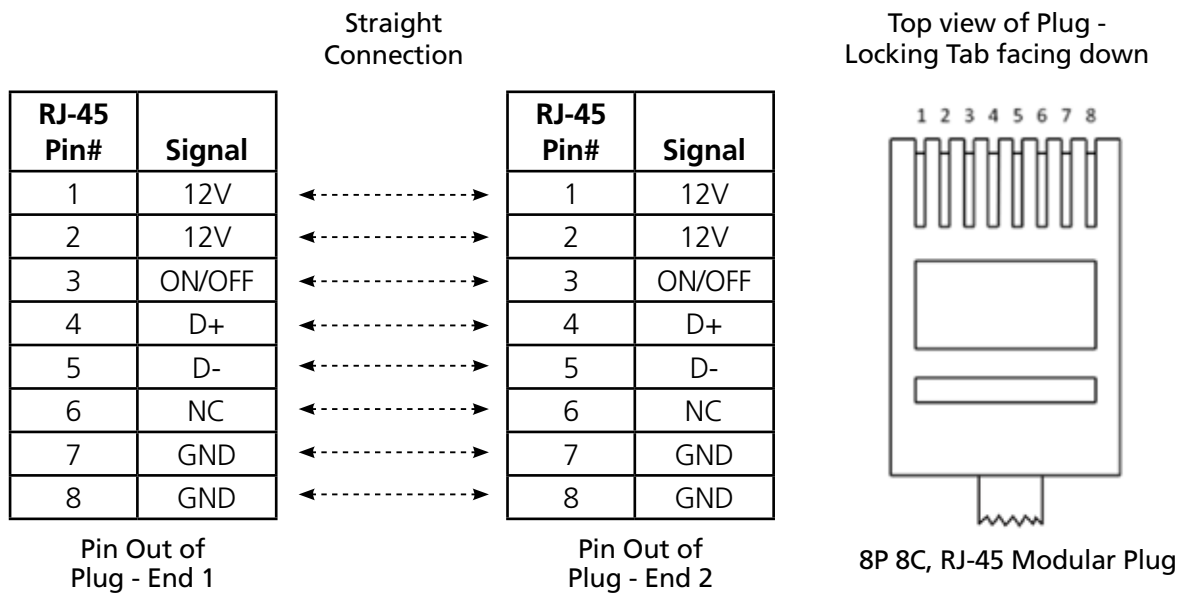 Straight
Connection
Top view of Plug -
Locking Tab facing down
RJ-45
Pin# Signal
RJ-45
Pin# Signal
1 2 3 4 5 6 7 8
1 12V 1 12V
2 12V 2 12V
3 ON/OFF 3 ON/OFF
4 D+ 4 D+
5 D- 5 D-
6 NC 6 NC
7 GND 7 GND
8 GND 8 GND
Pin Out of
Plug - End 1
Pin Out of
Plug - End 2
8P 8C, RJ-45 Modular Plug